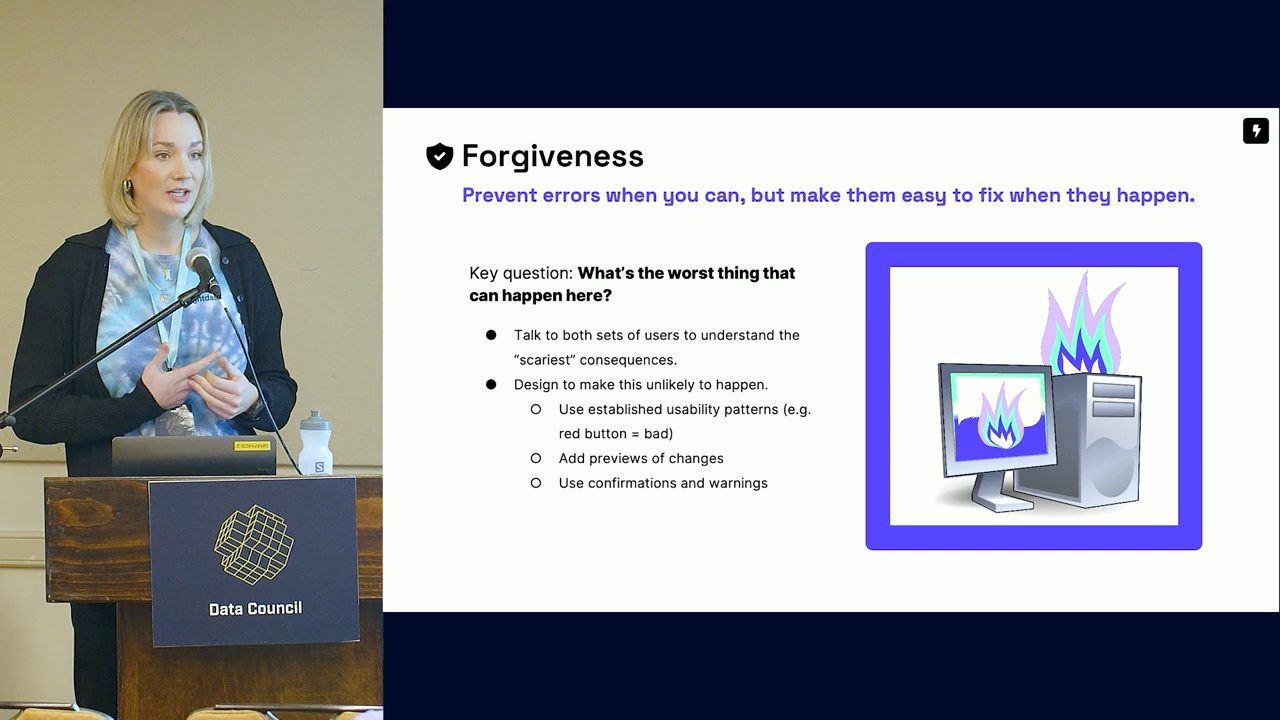 Forgiveness
Prevent errors when you can, but make them easy to fix when they happen.
Key question: What's the worst thing that
can happen here?
● Talk to both sets of users to understand the
“scariest” consequences.
● Design to make this unlikely to happen.
○ Use established usability patterns (e.g.
red button = bad)
○ Add previews of changes
○ Use confirmations and warnings
Data Council
S